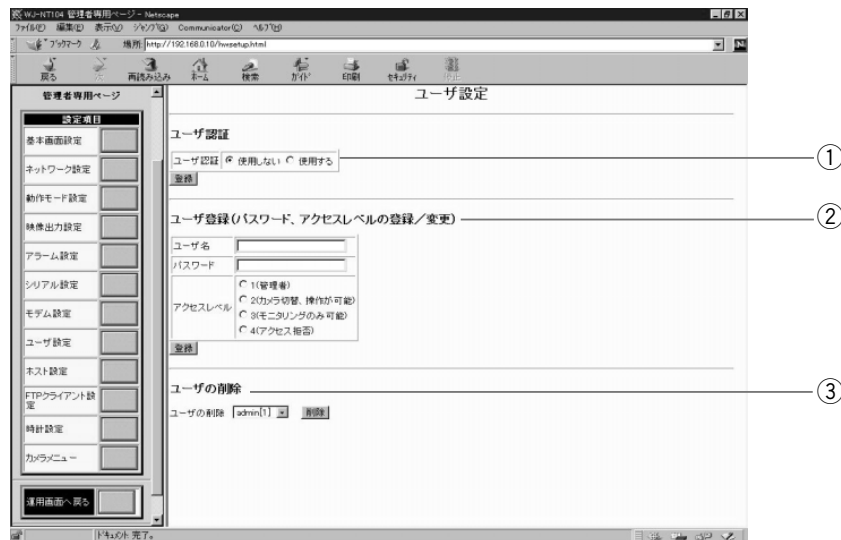 WJ-NT104 管理者専用ページ - Netscape
ファイル(F) 編集(E) 表示(V) ジャンプ(G) Communicator(C) ヘルプ(H)
ブックマーク 場所: http://192.168.0.10/hwsetup.html
戻る 再読み込み ホーム 検索 ガイド 印刷 セキュリティ
管理者専用ページ
設定項目
基本画面設定
ネットワーク設定
動作モード設定
映像出力設定
アラーム設定
シリアル設定
モデム設定
ユーザ設定
ホスト設定
FTPクライアント設
定
時計設定
カメラメニュー
運用画面へ戻る
ユーザ設定
ユーザ認証
ユーザ認証 使用しない 使用する
登録
①
ユーザ登録(パスワード、アクセスレベルの登録／変更)
②
ユーザ名
パスワード
アクセスレベル
1(管理者)
2(カメラ切替、操作が可能)
3(モニタリングのみ可能)
4(アクセス拒否)
登録
ユーザの削除
③
ユーザの削除 admin[1] 削除
ドキュメント: 完了。